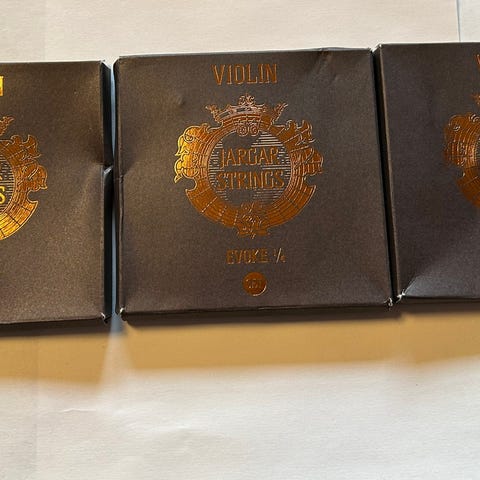 VIOLIN
JARGAR
STRINGS
EVOKE ¼
S